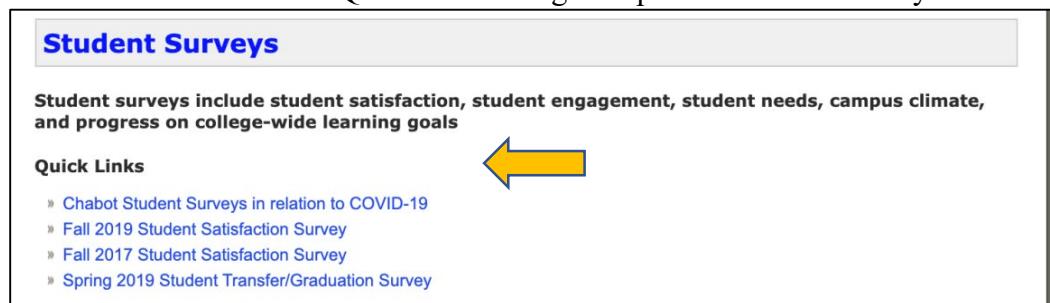 Student Surveys
Student surveys include student satisfaction, student engagement, student needs, campus climate,
and progress on college-wide learning goals
Quick Links
» Chabot Student Surveys in relation to COVID-19
» Fall 2019 Student Satisfaction Survey
» Fall 2017 Student Satisfaction Survey
» Spring 2019 Student Transfer/Graduation Survey